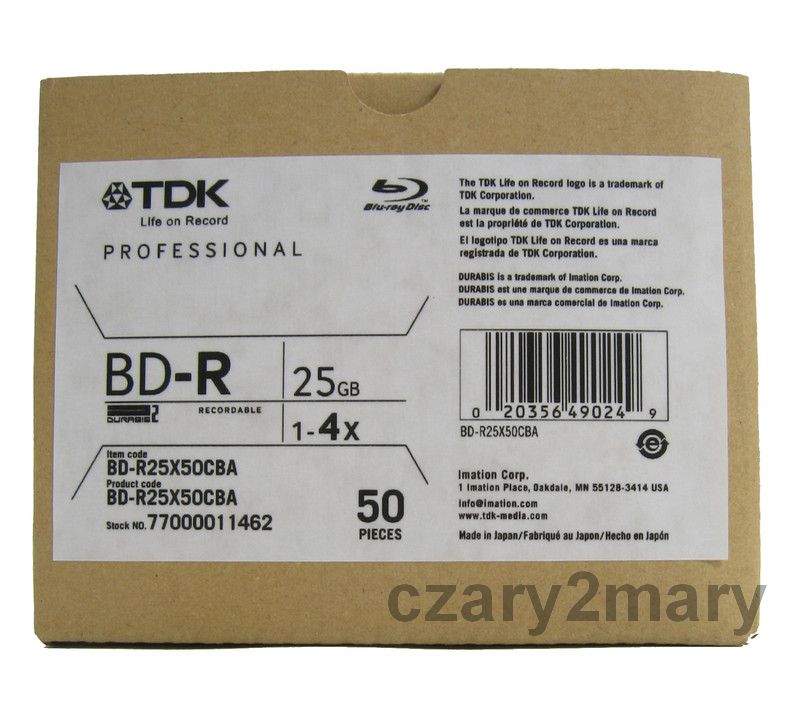 TDK
Life on Record
PROFESSIONAL
Blu-ray Disc™
The TDK Life on Record logo is a trademark of
TDK Corporation.
La marque de commerce TDK Life on Record
est la propriété de TDK Corporation.
El logotipo TDK Life on Record es una marca
registrada de TDK Corporation.
DURABIS is a trademark of Imation Corp.
DURABIS est une marque de commerce de Imation Corp.
DURABIS es una marca comercial de Imation Corp.
BD-R
RECORDABLE
DURABIS2
25GB
1-4x
0 20356 49024 9
BD-R25X50CBA
Item code
BD-R25X50CBA
Product code
BD-R25X50CBA
Stock NO. 77000011462
50
PIECES
Imation Corp.
1 Imation Place, Oakdale, MN 55128-3414 USA
info@imation.com
www.tdk-media.com
Made in Japan/Fabriqué au Japon/Hecho en Japón
czary2mary